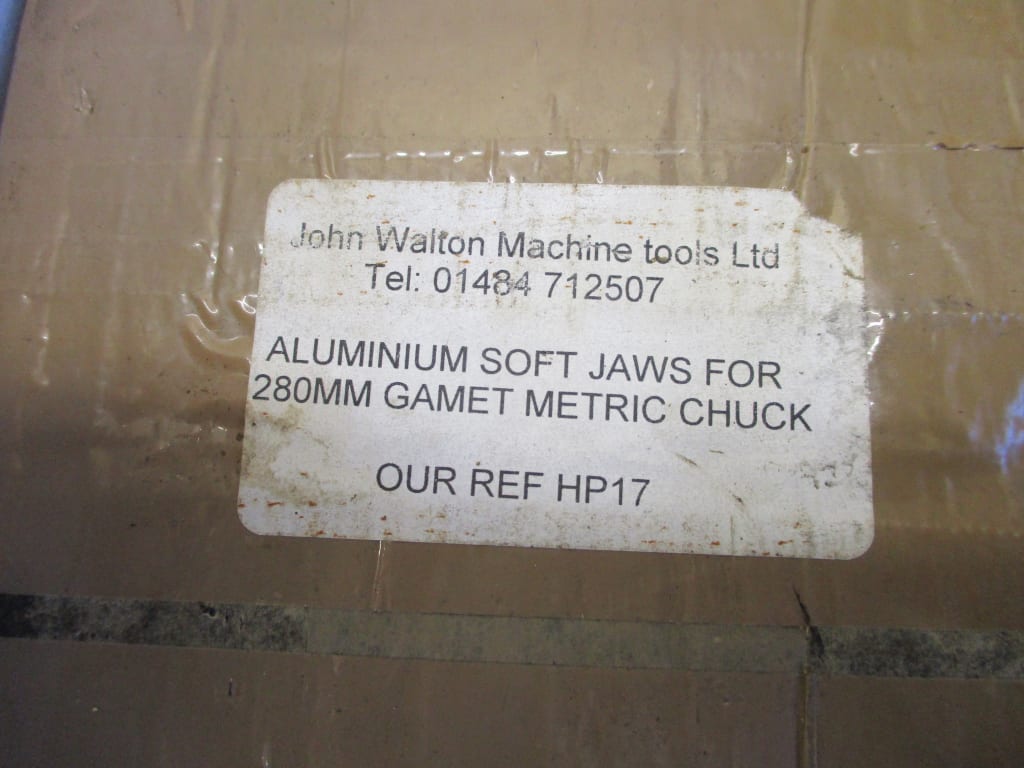 John Walton Machine tools Ltd
Tel: 01484 712507
ALUMINIUM SOFT JAWS FOR
280MM GAMET METRIC CHUCK
OUR REF HP17